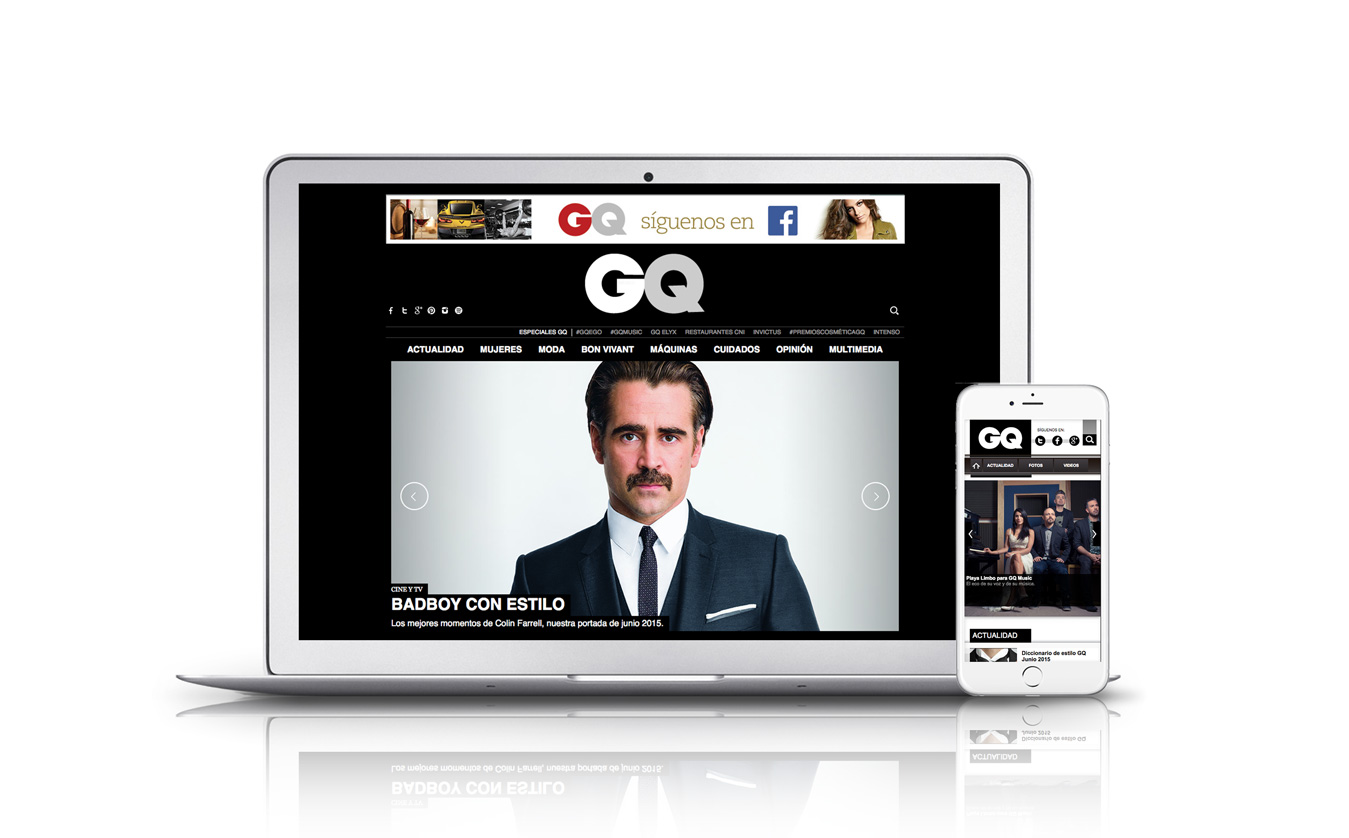 GQ síguenos en f
GQ
ESPECIALES GQ | #GQEGO #GQMUSIC GQ ELYX RESTAURANTES CNI INVICTUS #PREMIOSCOSMÉTICAGQ INTENSO
ACTUALIDAD MUJERES MODA BON VIVANT MÁQUINAS CUIDADOS OPINIÓN MULTIMEDIA
CINE Y TV
BADBOY CON ESTILO
Los mejores momentos de Colin Farrell, nuestra portada de junio 2015.
GQ
SÍGUENOS EN:
ACTUALIDAD FOTOS VIDEOS
Playa Limbo para GQ Music
El eco de su voz y de su música.
ACTUALIDAD
Diccionario de estilo GQ
Junio 2015